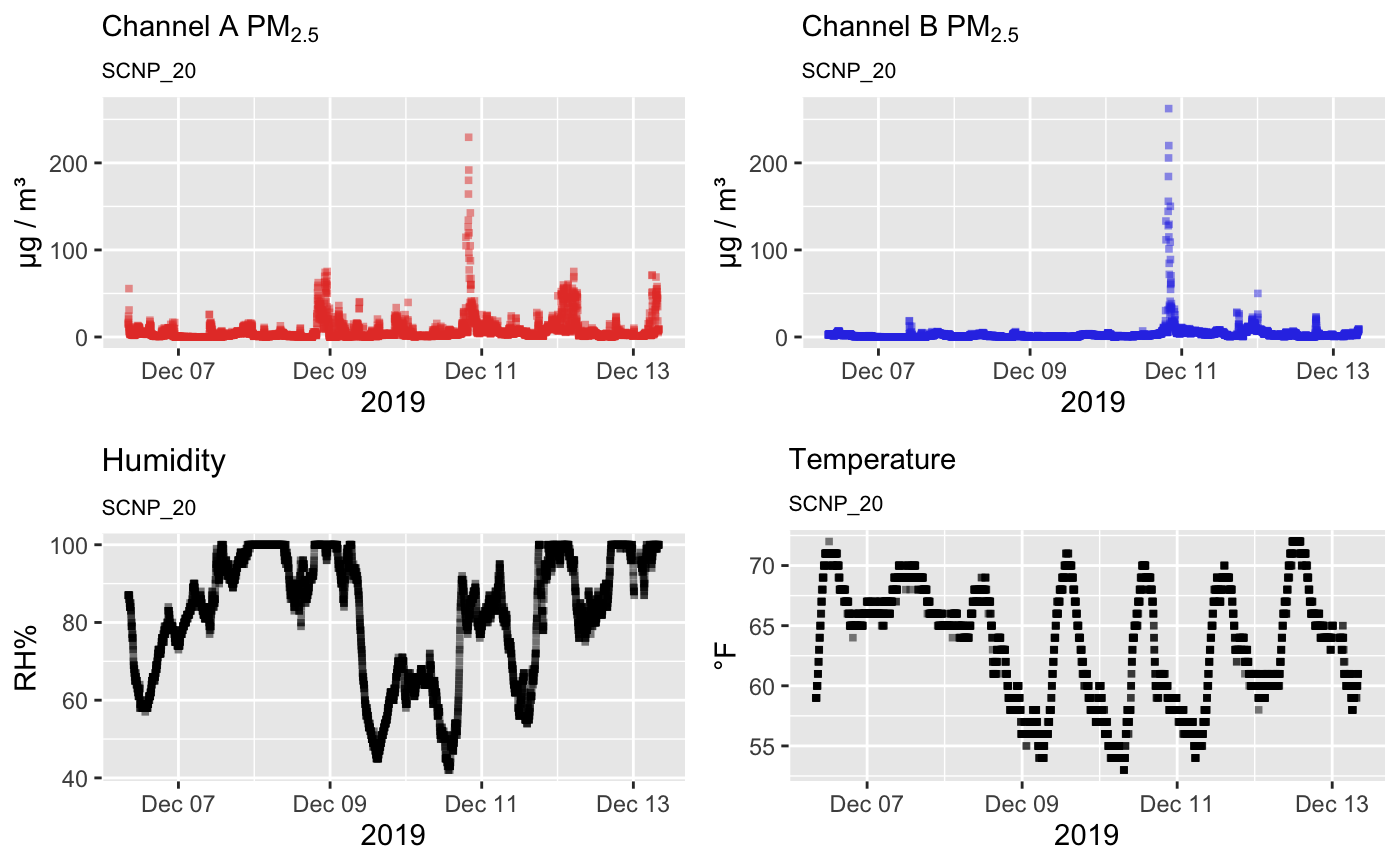 Channel A PM2.5
SCNP_20
200
100
0
µg / m³
Dec 07 Dec 09 Dec 11 Dec 13
2019
Channel B PM2.5
SCNP_20
200
100
0
µg / m³
Dec 07 Dec 09 Dec 11 Dec 13
2019
Humidity
SCNP_20
100
80
60
40
RH%
Dec 07 Dec 09 Dec 11 Dec 13
2019
Temperature
SCNP_20
70
65
60
55
°F
Dec 07 Dec 09 Dec 11 Dec 13
2019